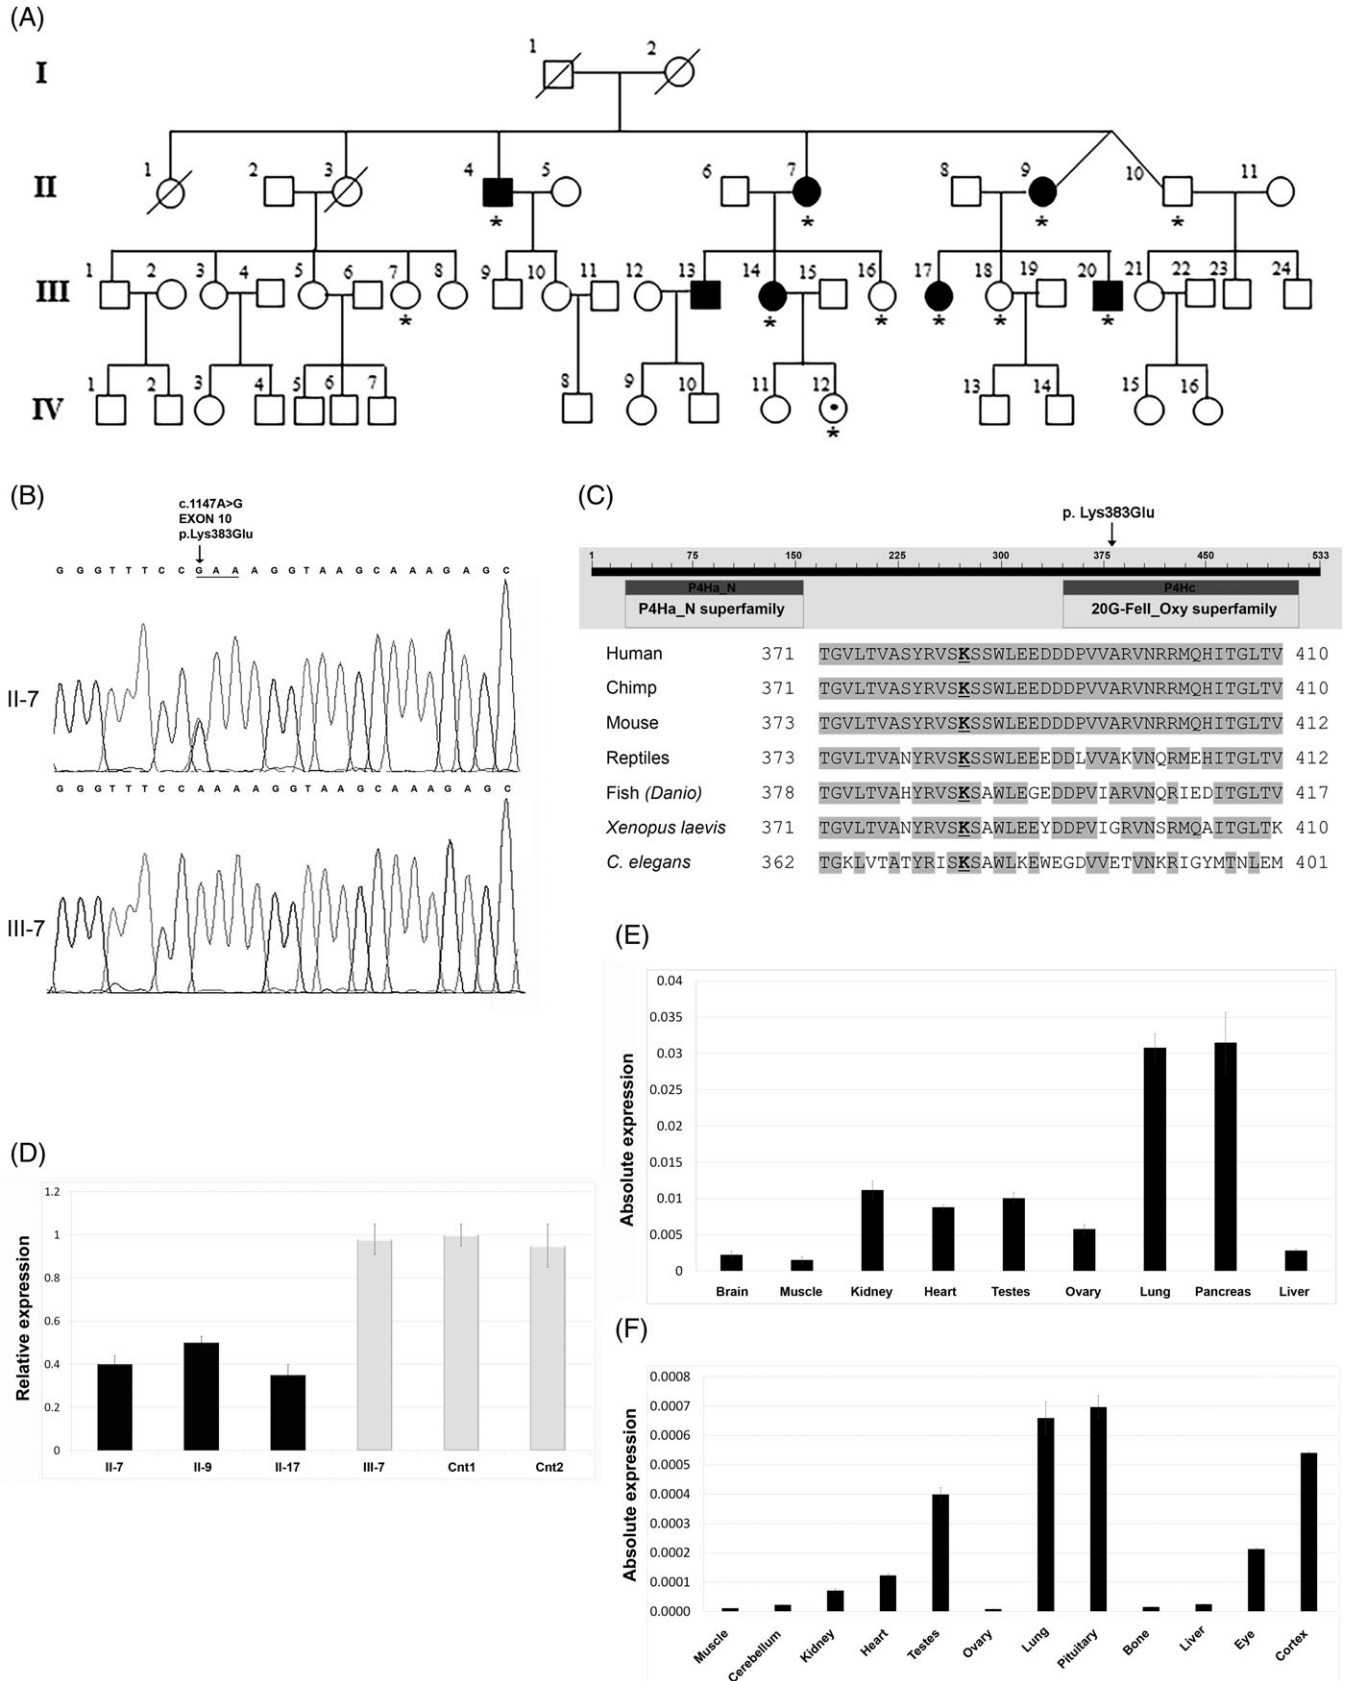 (A)
1 2
I
1 2 3 4 5 6 7 8 9 10 11
II
* * * *
1 2 3 4 5 6 7 8 9 10 11 12 13 14 15 16 17 18 19 20 21 22 23 24
III
* * * * * *
1 2 3 4 5 6 7 8 9 10 11 12 13 14 15 16
IV
*
(B)
c.1147A>G
EXON 10
p.Lys383Glu
G G G T T T C C G A A A G G T A A G C A A A G A G C
II-7
G G G T T T C C A A A A G G T A A G C A A A G A G C
III-7
(C)
p. Lys383Glu
1 75 150 225 300 375 450 533
P4Ha_N P4Hc
P4Ha_N superfamily 20G-FeII_Oxy superfamily
Human 371 TGVLTVASYRVSKSSWLEEDDDPVVARVNRRMQHITGLTV 410
Chimp 371 TGVLTVASYRVSKSSWLEEDDDPVVARVNRRMQHITGLTV 410
Mouse 373 TGVLTVASYRVSKSSWLEEDDDPVVARVNRRMQHITGLTV 412
Reptiles 373 TGVLTVANYRVSKSSWLEEEDDLVVAKVNQRMEHITGLTV 412
Fish (Danio) 378 TGVLTVAHYRVSKSAWLEGEDDPVIARVNQRIEDITGLTV 417
Xenopus laevis 371 TGVLTVANYRVSKSAWLEEYDDPVIGRVNSRMQAITGLTK 410
C. elegans 362 TGKLVTATYRISKSAWLKEWEGDVVETVNKRIGYMTNLEM 401
(D)
Relative expression
1.2
1
0.8
0.6
0.4
0.2
0
II-7 II-9 II-17 III-7 Cnt1 Cnt2
(E)
Absolute expression
0.04
0.035
0.03
0.025
0.02
0.015
0.01
0.005
0
Brain Muscle Kidney Heart Testes Ovary Lung Pancreas Liver
(F)
Absolute expression
0.0008
0.0007
0.0006
0.0005
0.0004
0.0003
0.0002
0.0001
0.0000
Muscle Cerebellum Kidney Heart Testes Ovary Lung Pituitary Bone Liver Eye Cortex